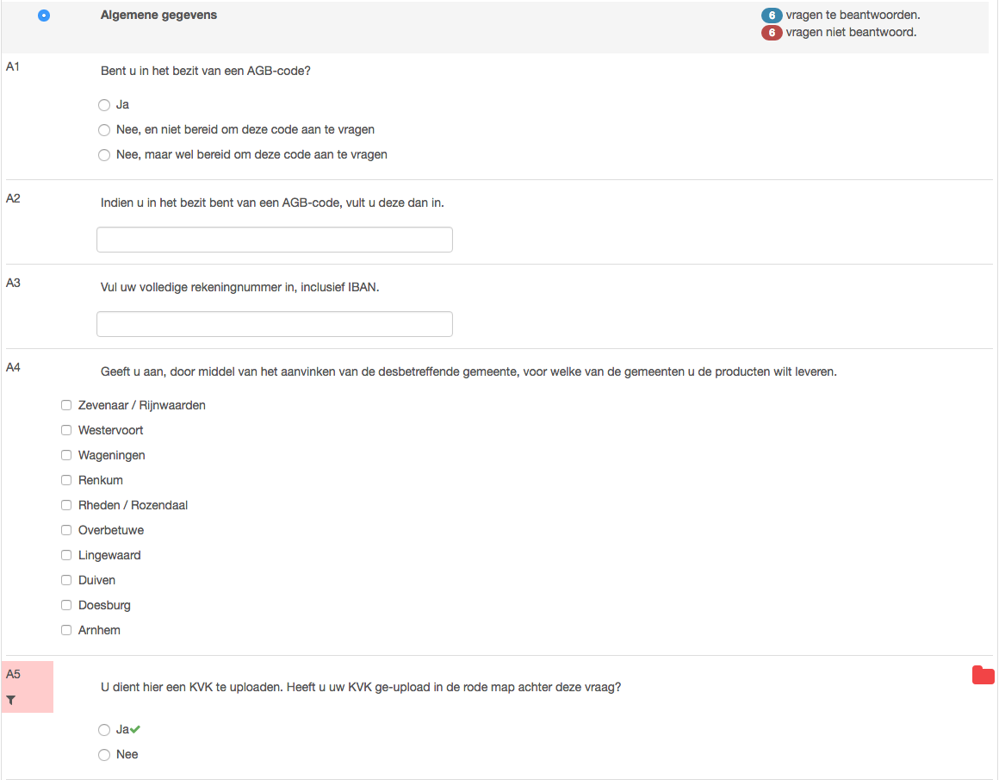 Algemene gegevens
6 vragen te beantwoorden.
6 vragen niet beantwoord.
A1
Bent u in het bezit van een AGB-code?
Ja
Nee, en niet bereid om deze code aan te vragen
Nee, maar wel bereid om deze code aan te vragen
A2
Indien u in het bezit bent van een AGB-code, vult u deze dan in.
A3
Vul uw volledige rekeningnummer in, inclusief IBAN.
A4
Geeft u aan, door middel van het aanvinken van de desbetreffende gemeente, voor welke van de gemeenten u de producten wilt leveren.
Zevenaar / Rijnwaarden
Westervoort
Wageningen
Renkum
Rheden / Rozendaal
Overbetuwe
Lingewaard
Duiven
Doesburg
Arnhem
A5
U dient hier een KVK te uploaden. Heeft u uw KVK ge-upload in de rode map achter deze vraag?
Ja
Nee